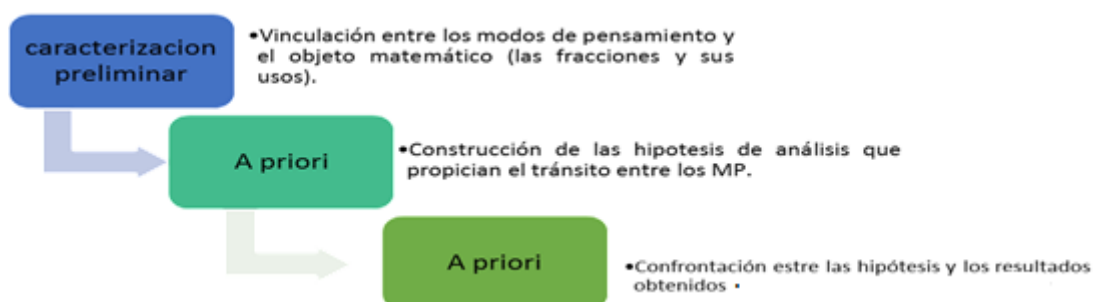 caracterizacion
preliminar
•Vinculación entre los modos de pensamiento y
el objeto matemático (las fracciones y sus
usos).
A priori
•Construcción de las hipotesis de análisis que
propician el tránsito entre los MP.
A priori
•Confrontación estre las hipótesis y los resultados
obtenidos •